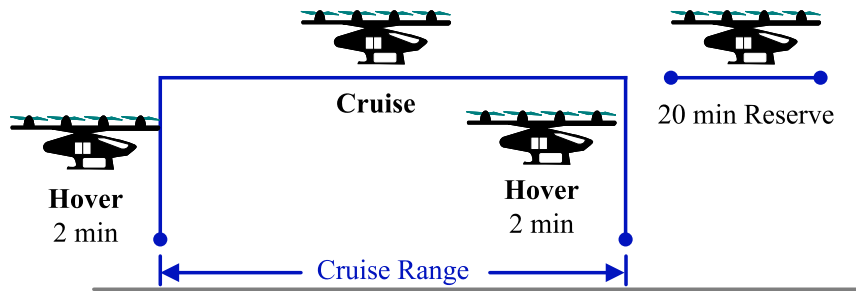 Cruise
20 min Reserve
Hover
2 min
Hover
2 min
Cruise Range